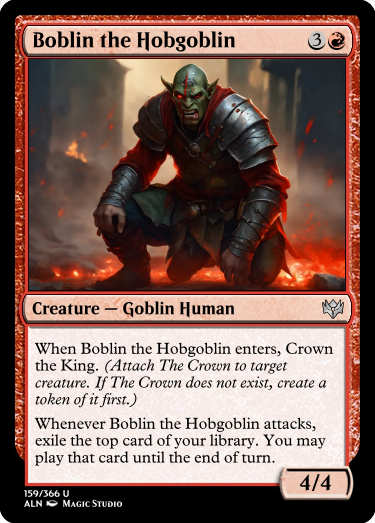 Boblin the Hobgoblin 3
Creature — Goblin Human
When Boblin the Hobgoblin enters, Crown
the King. (Attach The Crown to target
creature. If The Crown does not exist, create a
token of it first.)
Whenever Boblin the Hobgoblin attacks,
exile the top card of your library. You may
play that card until the end of turn.
4/4
159/366 U
ALN Magic Studio